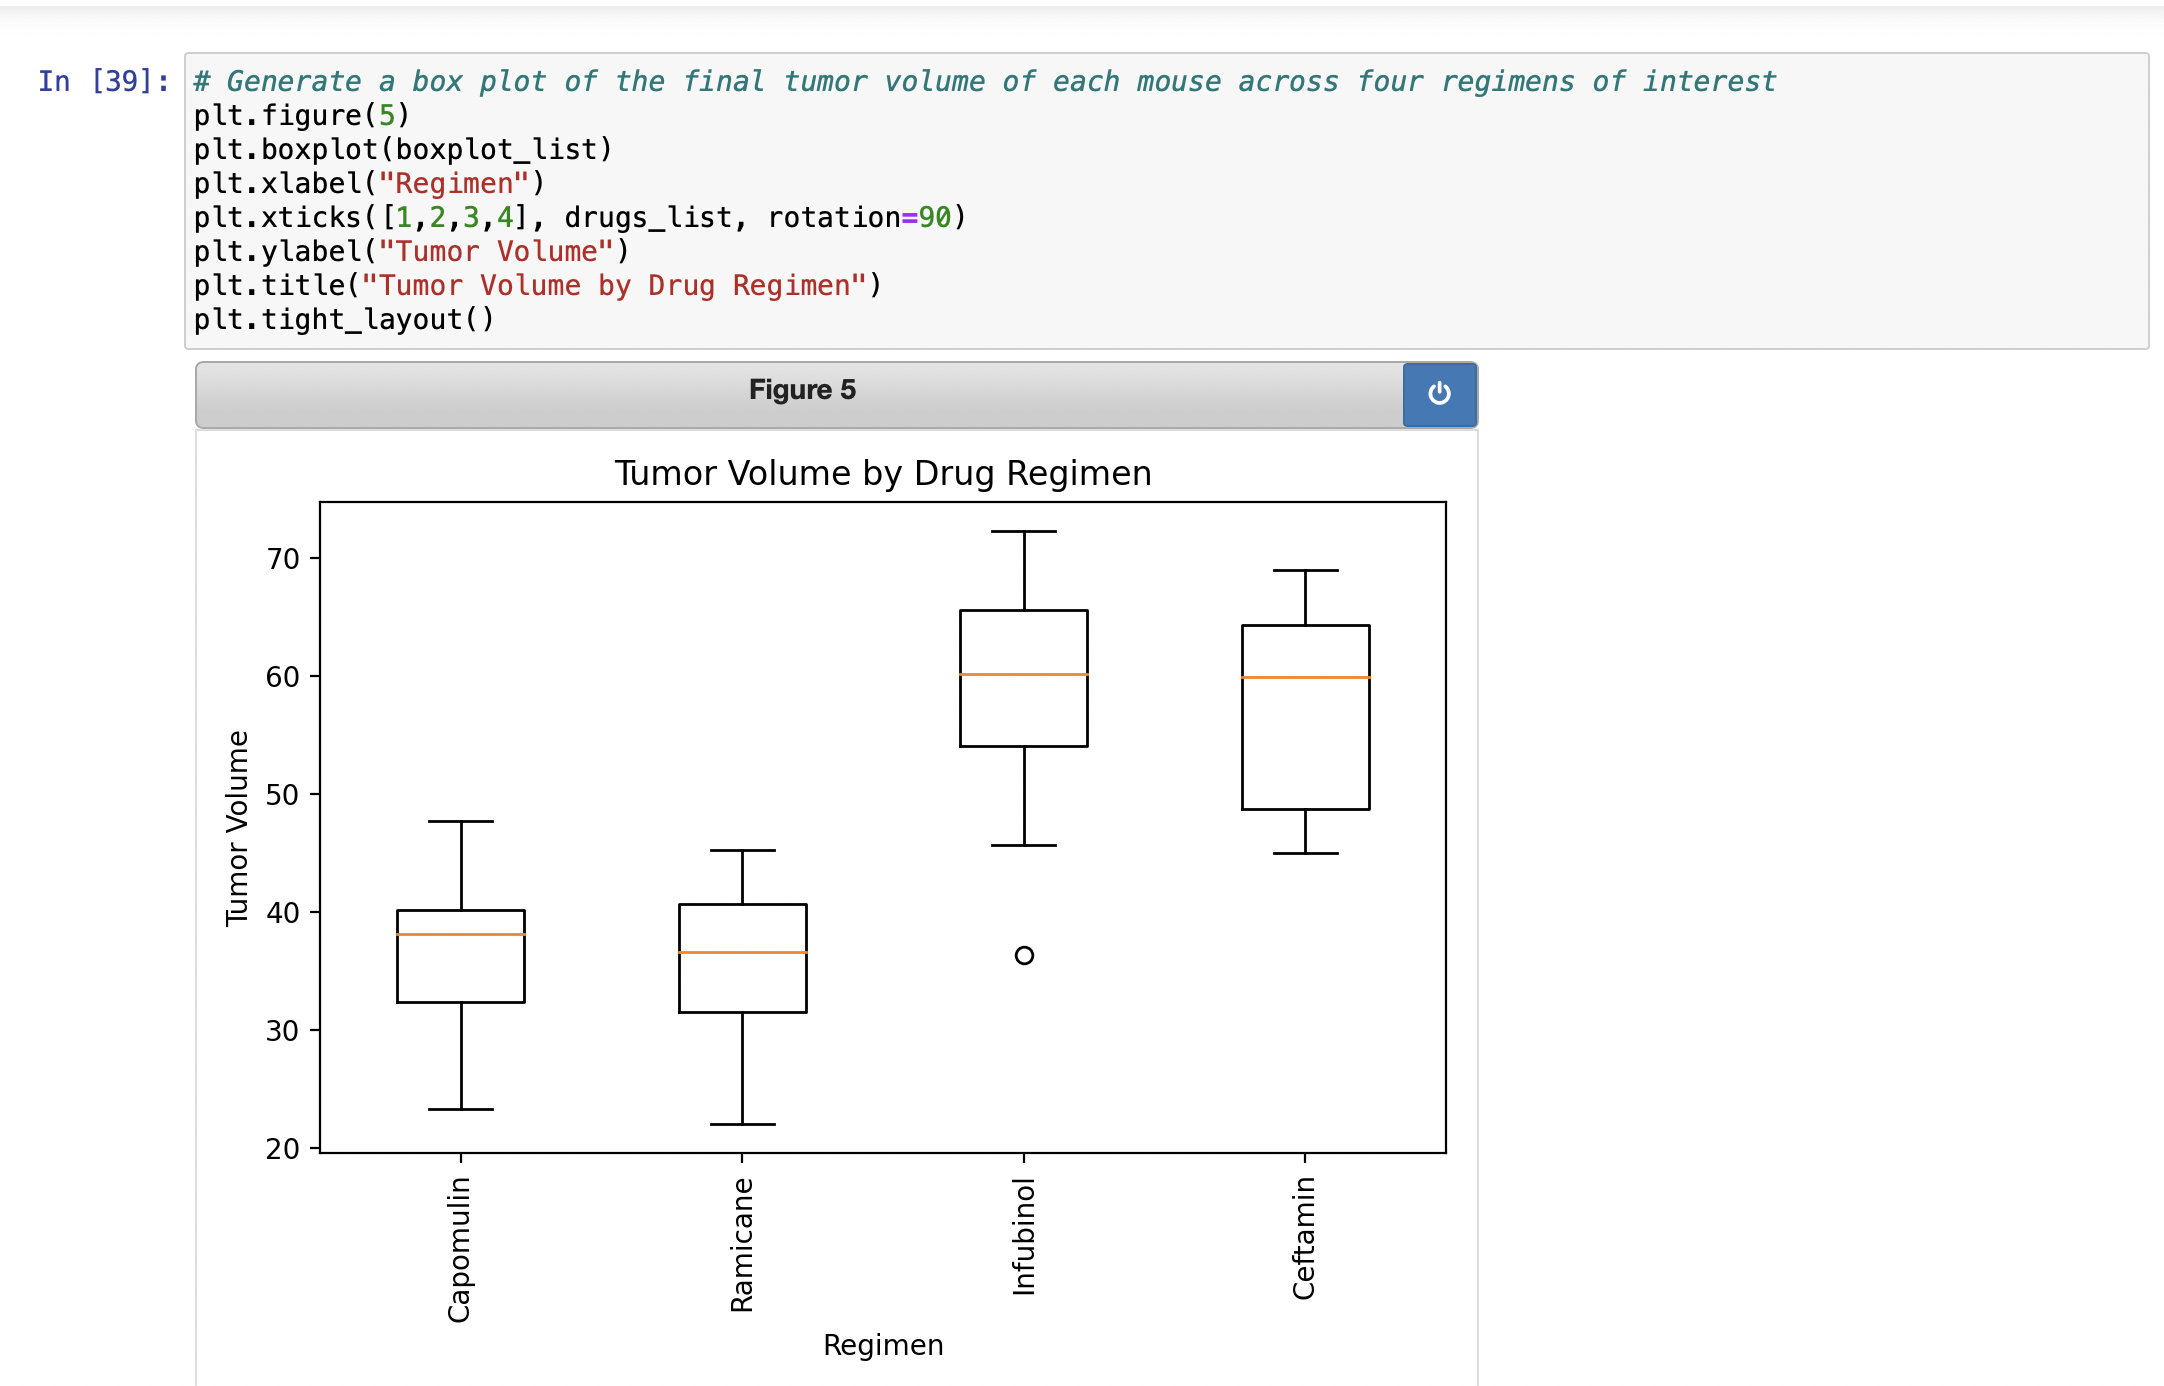 In [39]: # Generate a box plot of the final tumor volume of each mouse across four regimens of interest
plt.figure(5)
plt.boxplot(boxplot_list)
plt.xlabel("Regimen")
plt.xticks([1,2,3,4], drugs_list, rotation=90)
plt.ylabel("Tumor Volume")
plt.title("Tumor Volume by Drug Regimen")
plt.tight_layout()
Figure 5
Tumor Volume by Drug Regimen
Tumor Volume
70
60
50
40
30
20
Capomulin
Ramicane
Infubinol
Ceftamin
Regimen